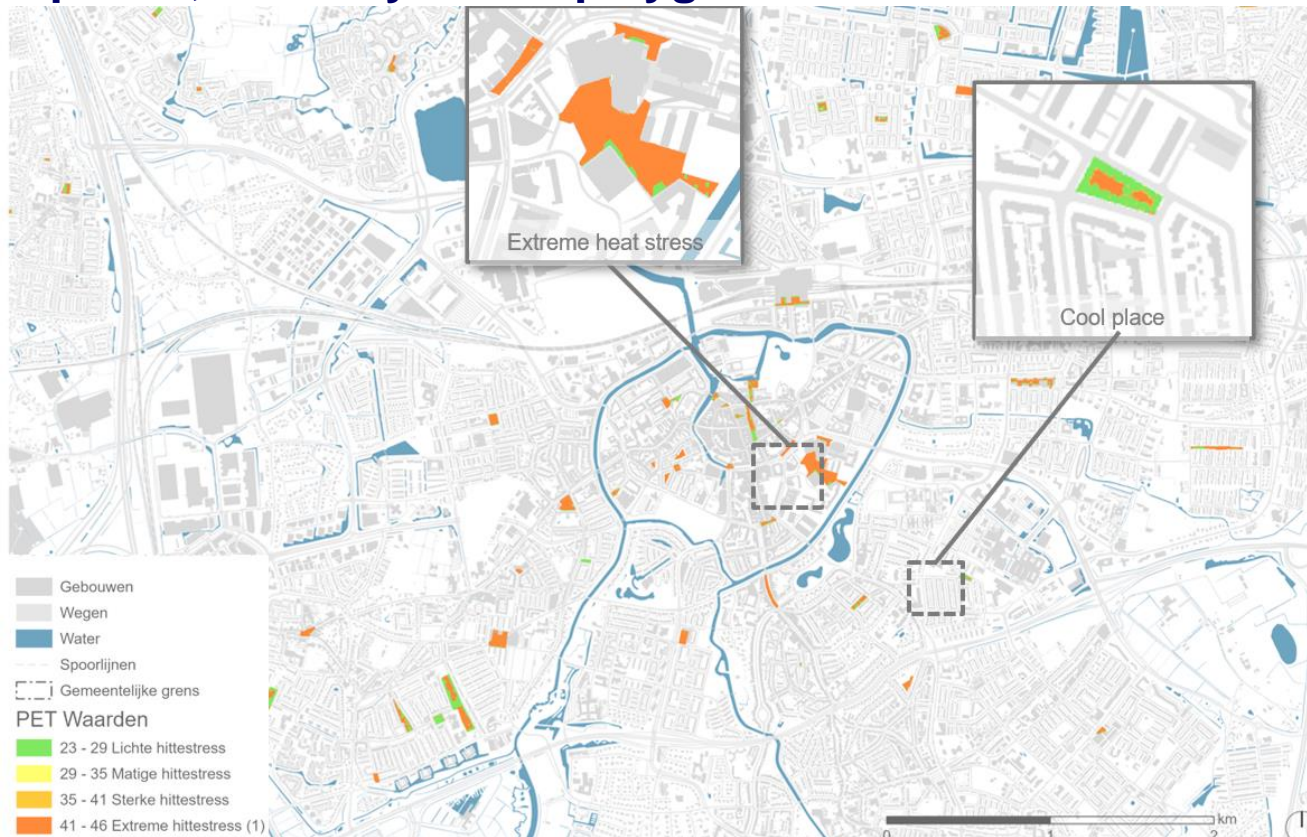 Extreme heat stress
Cool place
Gebouwen
Wegen
Water
Spoorlijnen
Gemeentelijke grens
PET Waarden
23 - 29 Lichte hittestress
29 - 35 Matige hittestress
35 - 41 Sterke hittestress
41 - 46 Extreme hittestress (1)
0 1 km